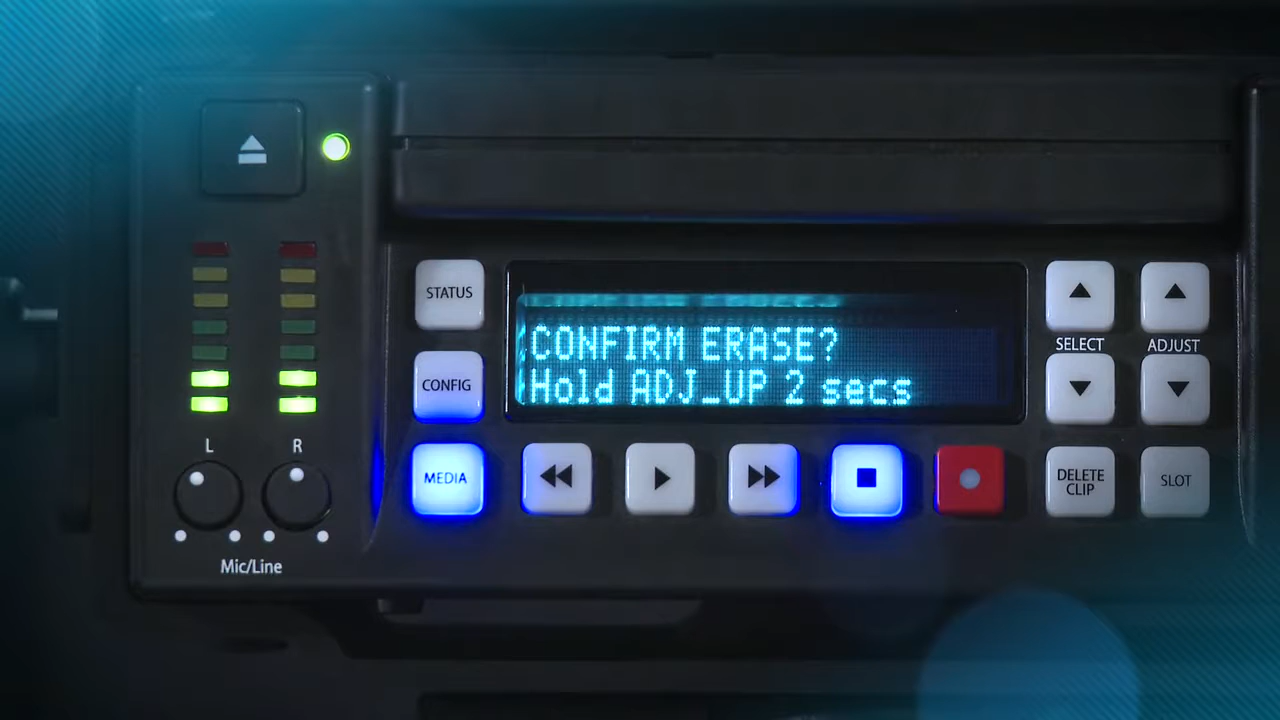 STATUS
CONFIRM ERASE?
Hold ADJ_UP 2 secs
SELECT
ADJUST
CONFIG
L
R
MEDIA
DELETE
CLIP
SLOT
Mic/Line